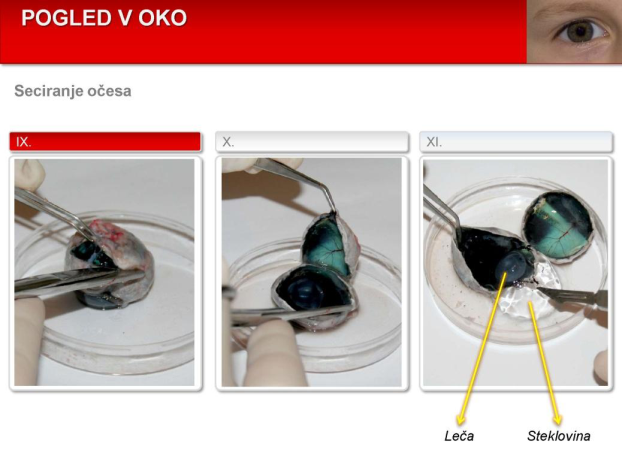 POGLED V OKO
Seciranje očesa
IX.
X.
XI.
Leča
Steklovina